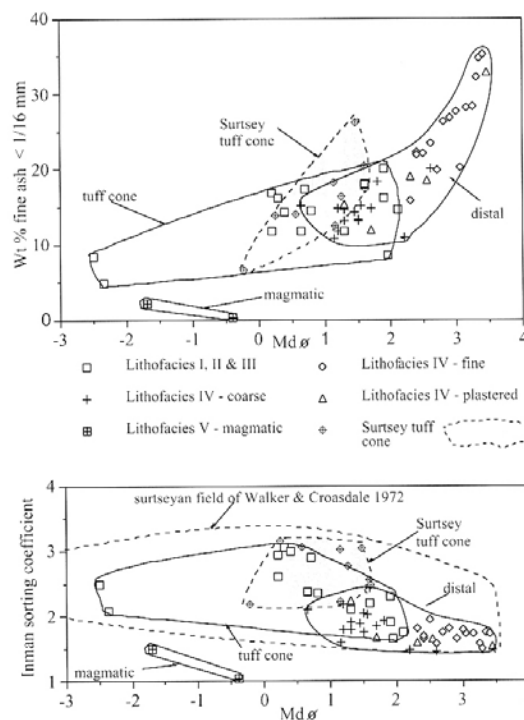 40
30
20
10
0
Wt % fine ash < 1/16 mm
Surtsey
tuff cone
tuff cone
distal
magmatic
-3 -2 -1 0 1 2 3 4
Md ø
Lithofacies I, II & III
Lithofacies IV - fine
Lithofacies IV - coarse
Lithofacies IV - plastered
Lithofacies V - magmatic
Surtsey tuff
cone
4
3
2
1
Inman sorting coefficient
surtseyan field of Walker & Croasdale 1972
Surtsey
tuff cone
distal
magmatic
tuff cone
-3 -2 -1 0 1 2 3 4
Md ø